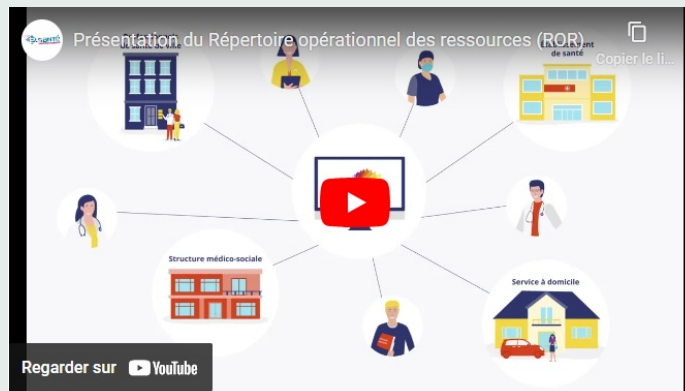 Présentation du Répertoire opérationnel des ressources (ROR)
Copier le li...
de santé
Structure médico-sociale
Service à domicile
Regarder sur YouTube